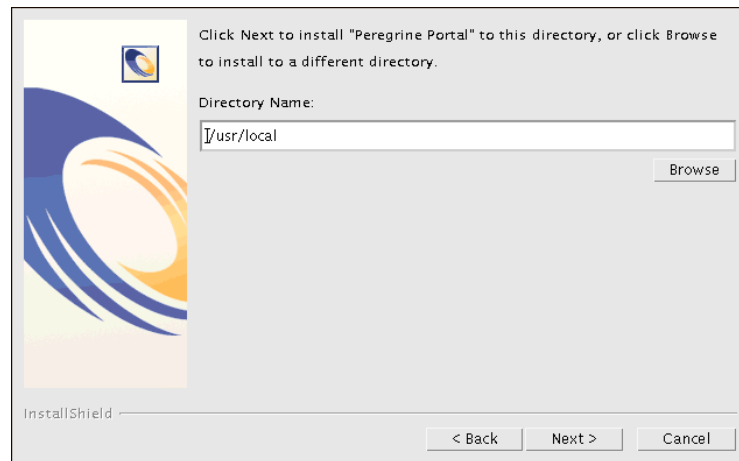 Click Next to install "Peregrine Portal" to this directory, or click Browse
to install to a different directory.
Directory Name:
/usr/local
Browse
InstallShield
< Back
Next >
Cancel